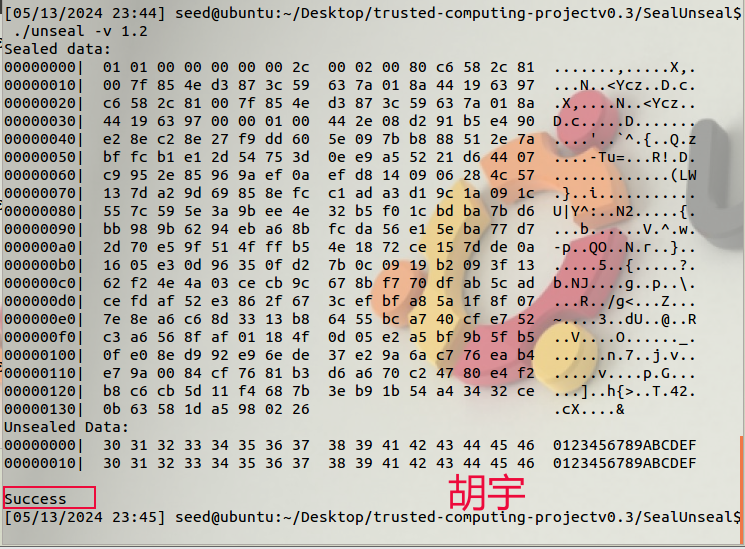 [05/13/2024 23:44] seed@ubuntu:~/Desktop/trusted-computing-projectv0.3/SealUnseal$
./unseal -v 1.2
Sealed data:
00000000| 01 01 00 00 00 00 00 2c 00 02 00 80 c6 58 2c 81 .......,.....X,.
00000010| 00 7f 85 4e d3 87 3c 59 63 7a 01 8a 44 19 63 97 ...N..<Ycz..D.c.
00000020| c6 58 2c 81 00 7f 85 4e d3 87 3c 59 63 7a 01 8a .X,....N..<Ycz..
00000030| 44 19 63 97 00 00 01 00 44 2e 08 d2 91 b5 e4 90 D.c.....D.......
00000040| e2 8e c2 8e 27 f9 dd 60 5e 09 7b b8 88 51 2e 7a ....'..`^.{..Q.z
00000050| bf fc b1 e1 2d 54 75 3d 0e e9 a5 52 21 d6 44 07 ....-Tu=...R!.D.
00000060| c9 95 2e 85 96 9a ef 0a ef d8 14 09 06 28 4c 57 .............(LW
00000070| 13 7d a2 9d 69 85 8e fc c1 ad a3 d1 9c 1a 09 1c .}..i...........
00000080| 55 7c 59 5e 3a 9b ee 4e 32 b5 f0 1c bd ba 7b d6 U|Y^:..N2.....{.
00000090| bb 98 9b 62 94 eb a6 8b fc da 56 e1 5e ba 77 d7 ...b......V.^.w.
000000a0| 2d 70 e5 9f 51 4f ff b5 4e 18 72 ce 15 7d de 0a -p..QO..N.r..}..
000000b0| 16 05 e3 0d 96 35 0f d2 7b 0c 09 19 b2 09 3f 13 .....5..{.....?.
000000c0| 62 f2 4e 4a 03 ce cb 9c 67 8b f7 70 df ab 5c ad b.NJ....g..p..\.
000000d0| ce fd af 52 e3 86 2f 67 3c ef bf a8 5a 1f 8f 07 ...R../g<...Z...
000000e0| 7e 8e a6 c6 8d 33 13 b8 64 55 bc a7 40 cf e7 52 ~....3..dU..@..R
000000f0| c3 a6 56 8f af 01 18 4f 0d 05 e2 a5 bf 9b 5f b5 ..V....O......_.
00000100| 0f e0 8e d9 92 e9 6e de 37 e2 9a 6a c7 76 ea b4 ......n.7..j.v..
00000110| e7 9a 00 84 cf 76 81 b3 d6 a6 70 c2 47 80 e4 f2 .....v....p.G...
00000120| b8 c6 cb 5d 11 f4 68 7b 3e b9 1b 54 a4 34 32 ce ...]..h{>..T.42.
00000130| 0b 63 58 1d a5 98 02 26 .cX....&
Unsealed Data:
00000000| 30 31 32 33 34 35 36 37 38 39 41 42 43 44 45 46 0123456789ABCDEF
00000010| 30 31 32 33 34 35 36 37 38 39 41 42 43 44 45 46 0123456789ABCDEF
Success
胡宇
[05/13/2024 23:45] seed@ubuntu:~/Desktop/trusted-computing-projectv0.3/SealUnseal$